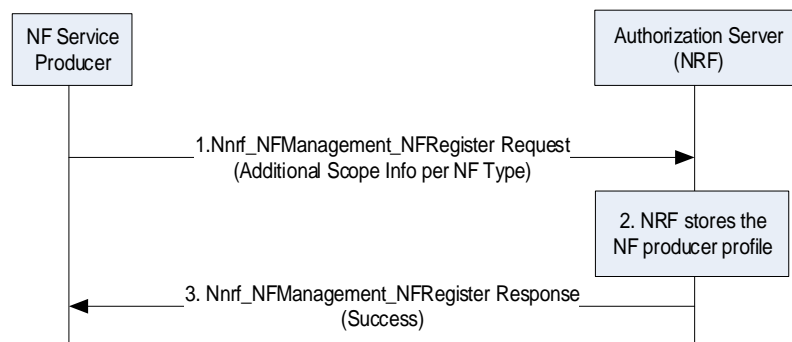 NF Service
Producer
Authorization Server
(NRF)
1.Nnrf_NFManagement_NFRegister Request
(Additional Scope Info per NF Type)
2. NRF stores the
NF producer profile
3. Nnrf_NFManagement_NFRegister Response
(Success)